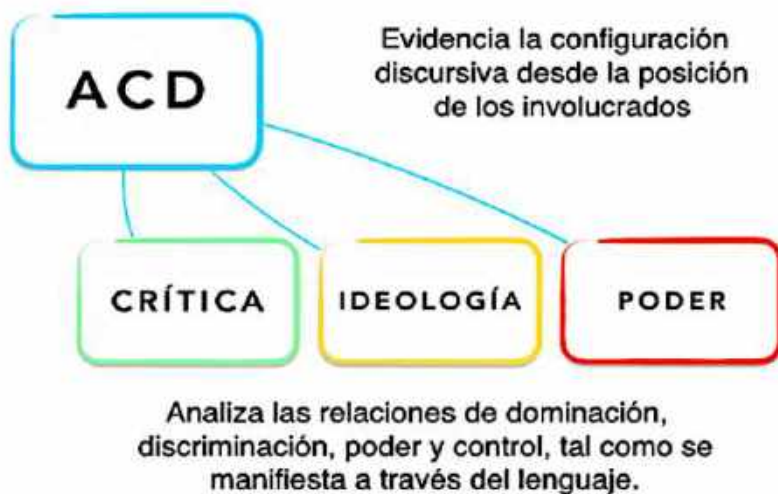 ACD
Evidencia la configuración
discursiva desde la posición
de los involucrados
CRÍTICA
IDEOLOGÍA
PODER
Analiza las relaciones de dominación,
discriminación, poder y control, tal como se
manifiesta a través del lenguaje.